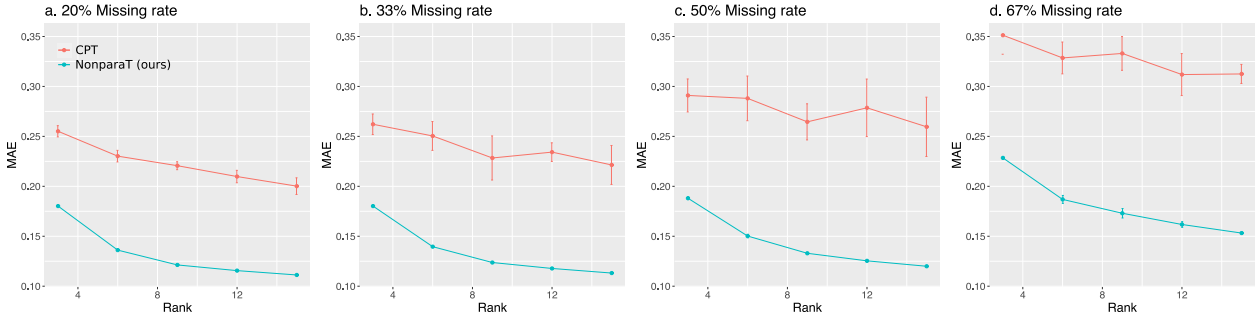 a. 20% Missing rate
MAE
0.35
0.30
0.25
0.20
0.15
0.10
CPT
NonparaT (ours)
4
12
Rank
b. 33% Missing rate
MAE
0.35
0.30
0.25
0.20
0.15
0.10
4
12
Rank
c. 50% Missing rate
MAE
0.35
0.30
0.25
0.20
0.15
0.10
4
12
Rank
d. 67% Missing rate
MAE
0.35
0.30
0.25
0.20
0.15
0.10
4
12
Rank